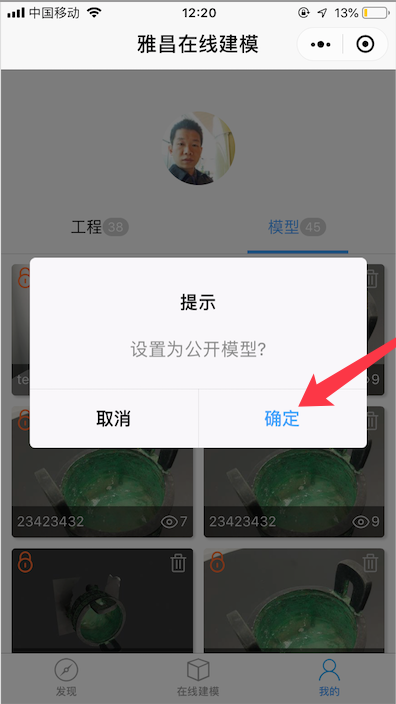 中国移动 12:20 13%
雅昌在线建模
工程 38 模型 45
提示
设置为公开模型?
取消 确定
te 9
23423432 7 23423432 9
发现 在线建模 我的